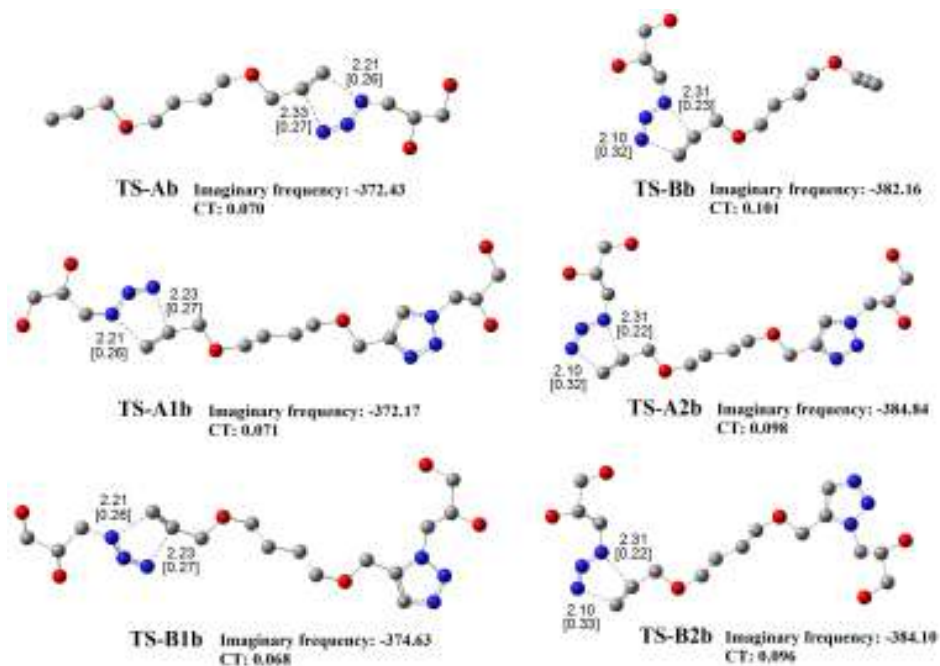 2.21
[0.26]
2.33
[0.27]
TS-Ab Imaginary frequency: -372.43
CT: 0.070
2.31
[0.23]
2.10
[0.32]
TS-Bb Imaginary frequency: -382.16
CT: 0.101
2.23
[0.27]
2.21
[0.26]
TS-A1b Imaginary frequency: -372.17
CT: 0.071
2.31
[0.22]
2.10
[0.32]
TS-A2b Imaginary frequency: -384.84
CT: 0.098
2.21
[0.26]
2.23
[0.27]
TS-B1b Imaginary frequency: -374.63
CT: 0.068
2.31
[0.22]
2.10
[0.33]
TS-B2b Imaginary frequency: -384.10
CT: 0.096